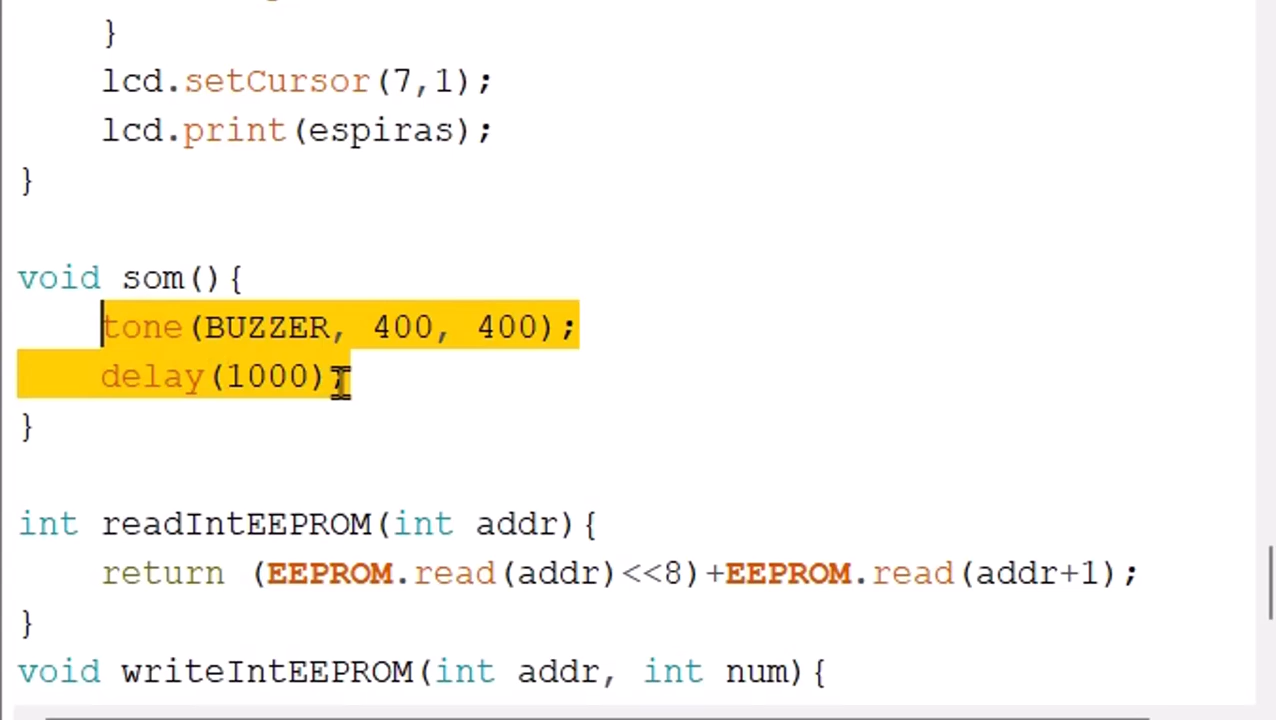 }
lcd.setCursor(7,1);
lcd.print(espiras);
}
void som(){
tone(BUZZER, 400, 400);
delay(1000);
}
int readIntEEPROM(int addr){
return (EEPROM.read(addr)<<8)+EEPROM.read(addr+1);
}
void writeIntEEPROM(int addr, int num){